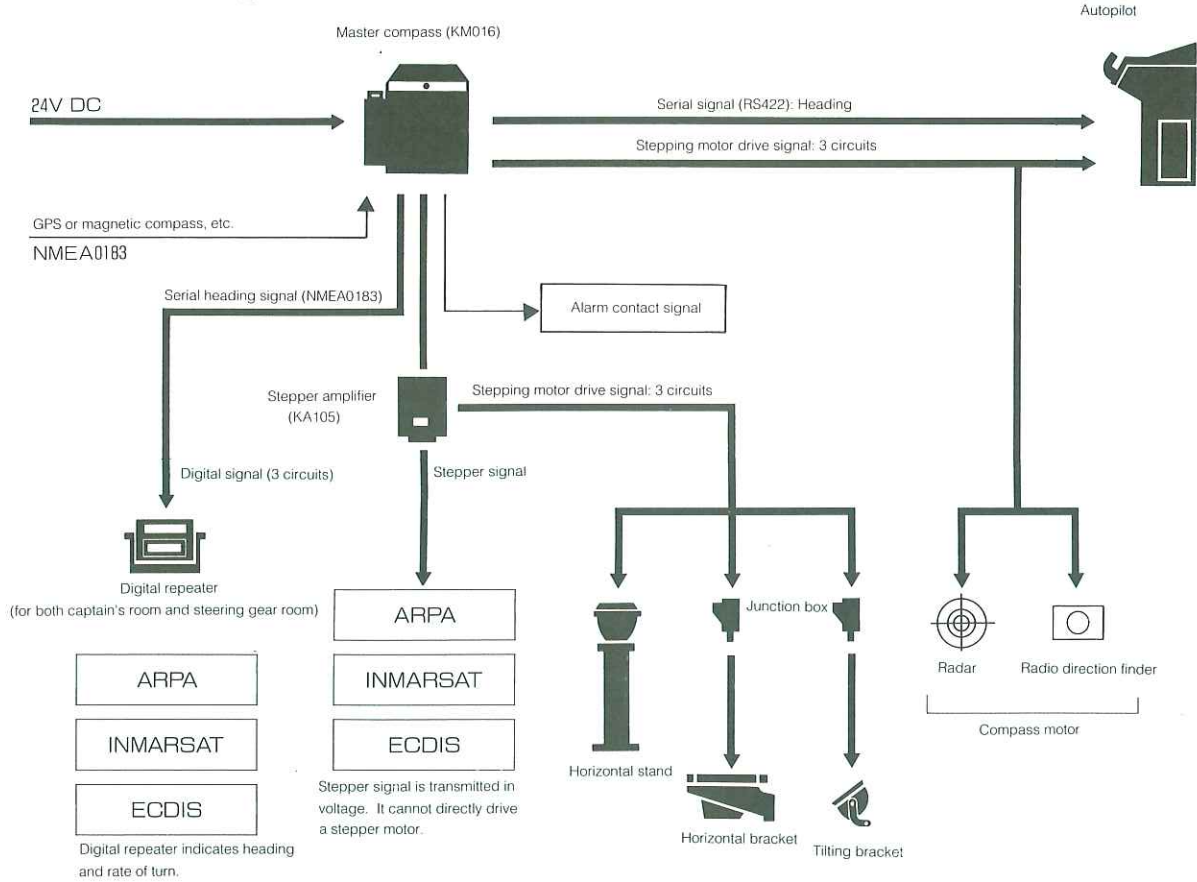 Autopilot
Master compass (KM016)
24V DC
Serial signal (RS422): Heading
Stepping motor drive signal: 3 circuits
GPS or magnetic compass, etc.
NMEA0183
Serial heading signal (NMEA0183)
Alarm contact signal
Stepper amplifier
(KA105)
Stepping motor drive signal: 3 circuits
Digital signal (3 circuits)
Stepper signal
Digital repeater
(for both captain's room and steering gear room)
ARPA
INMARSAT
ECDIS
Digital repeater indicates heading
and rate of turn.
ARPA
INMARSAT
ECDIS
Stepper signal is transmitted in
voltage. It cannot directly drive
a stepper motor.
Junction box
Horizontal stand
Horizontal bracket
Tilting bracket
Radar
Radio direction finder
Compass motor